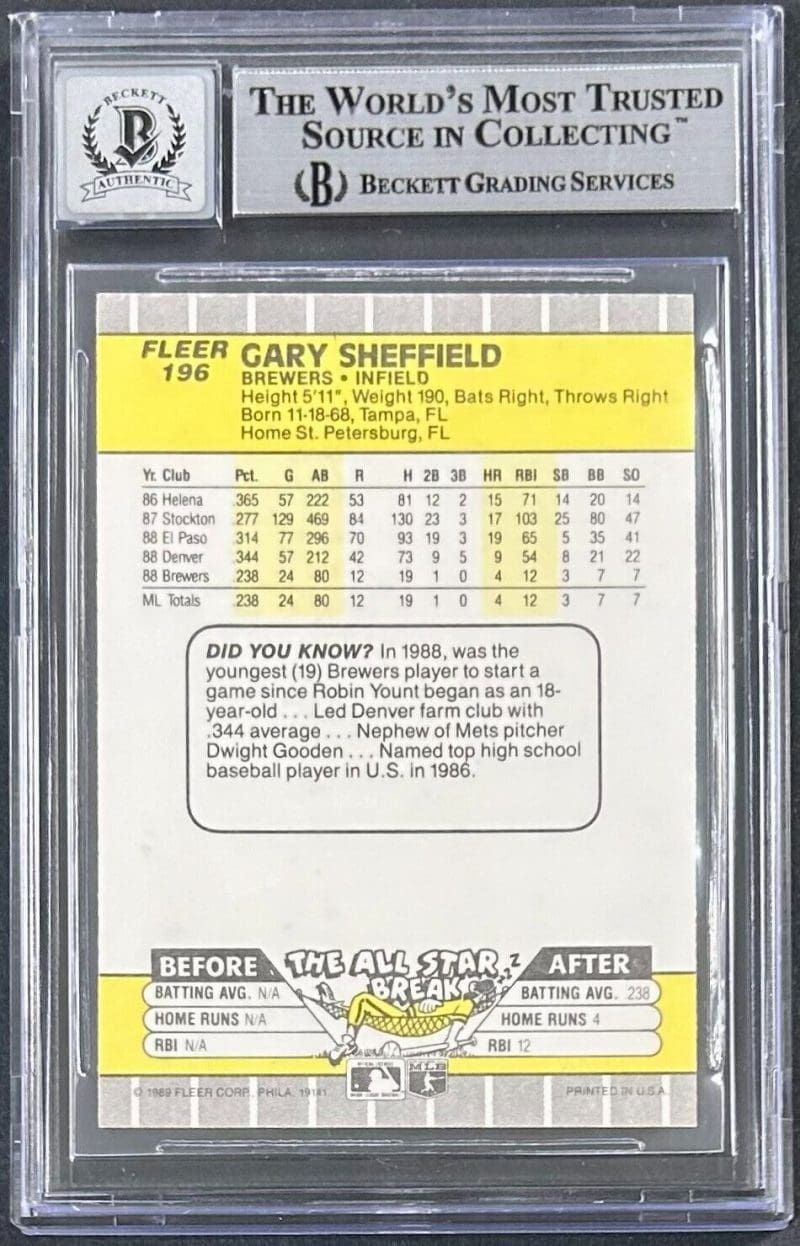 BECKETT
B
AUTHENTIC
THE WORLD'S MOST TRUSTED
SOURCE IN COLLECTING™
(B) BECKETT GRADING SERVICES
FLEER
196
GARY SHEFFIELD
BREWERS • INFIELD
Height 5'11", Weight 190, Bats Right, Throws Right
Born 11-18-68, Tampa, FL
Home St. Petersburg, FL
Yr. Club Pct. G AB R H 2B 3B HR RBI SB BB SO
86 Helena .365 57 222 53 81 12 2 15 71 14 20 14
87 Stockton .277 129 469 84 130 23 3 17 103 25 80 47
88 El Paso .314 77 296 70 93 19 3 19 65 5 35 41
88 Denver .344 57 212 42 73 9 5 9 54 8 21 22
88 Brewers .238 24 80 12 19 1 0 4 12 3 7 7
ML Totals .238 24 80 12 19 1 0 4 12 3 7 7
DID YOU KNOW? In 1988, was the
youngest (19) Brewers player to start a
game since Robin Yount began as an 18-
year-old . . . Led Denver farm club with
.344 average . . . Nephew of Mets pitcher
Dwight Gooden . . . Named top high school
baseball player in U.S. in 1986.
BEFORE THE ALL STAR BREAK ZZZ AFTER
BATTING AVG. N/A BATTING AVG. .238
HOME RUNS N/A HOME RUNS 4
RBI N/A RBI 12
MLB
© 1989 FLEER CORP., PHILA. 19141 PRINTED IN U.S.A.